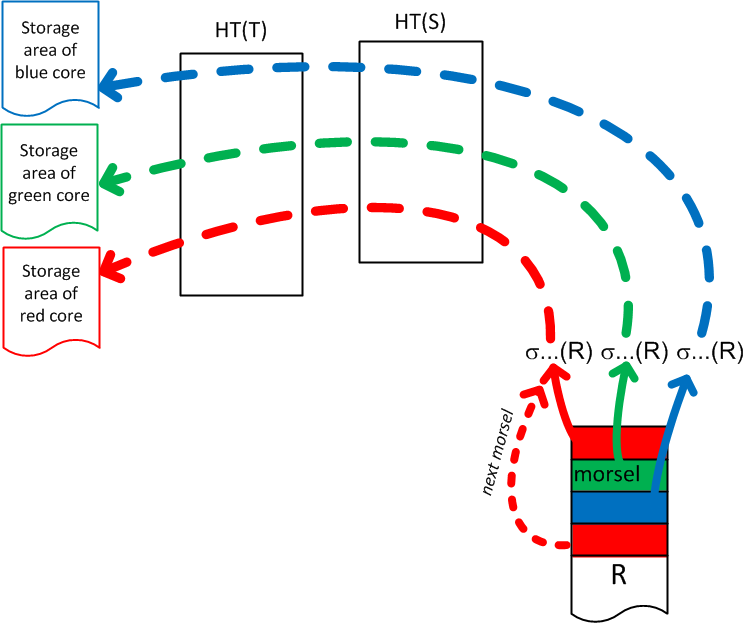 Storage
area of
blue core
HT(T)
HT(S)
Storage
area of
green core
Storage
area of
red core
σ...(R) σ...(R) σ...(R)
next morsel
morsel
R